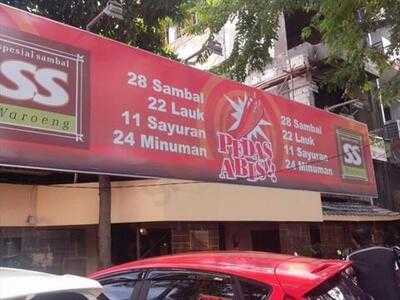 spesial sambal
SS
Waroeng
28 Sambal
22 Lauk
11 Sayuran
24 Minuman
PEDAS
ABIS!
28 Sambal
22 Lauk
11 Sayuran
24 Minuman
SS